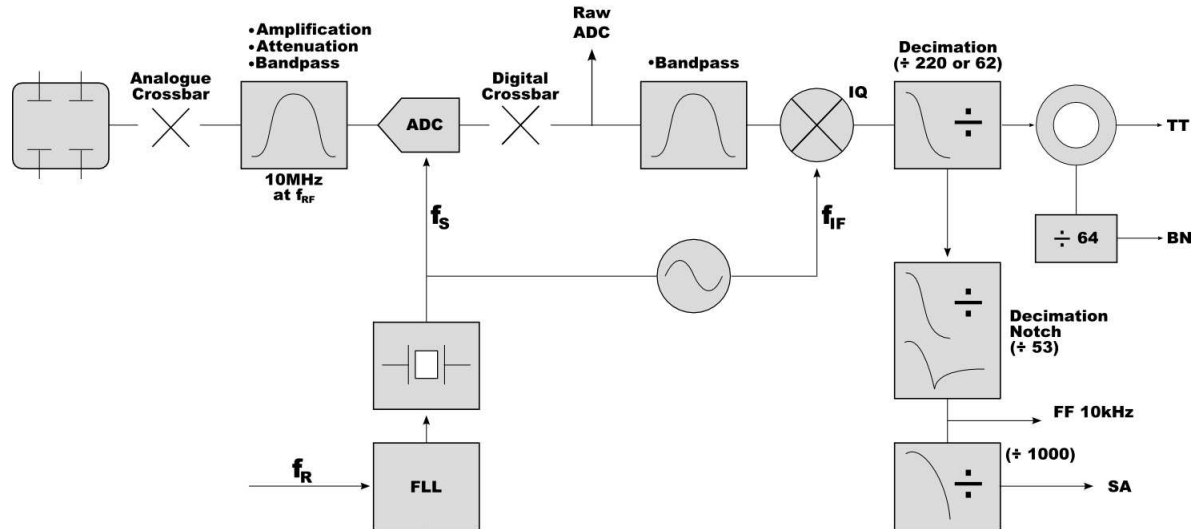 •Amplification
•Attenuation
•Bandpass
Analogue
Crossbar
10MHz
at fRF
ADC
Digital
Crossbar
Raw
ADC
•Bandpass
IQ
Decimation
(÷ 220 or 62)
÷
TT
÷ 64
BN
fS
fIF
÷
Decimation
Notch
(÷ 53)
FF 10kHz
(÷ 1000)
÷
SA
fR
FLL